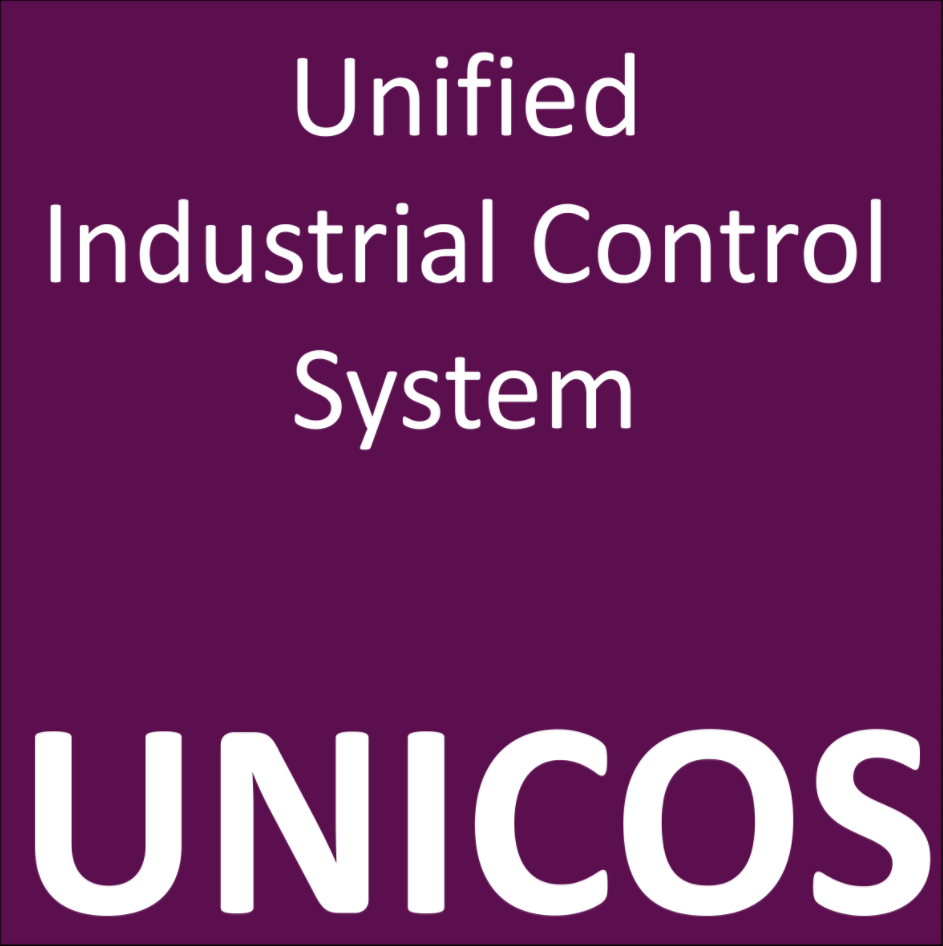 Unified
Industrial Control
System
UNICOS